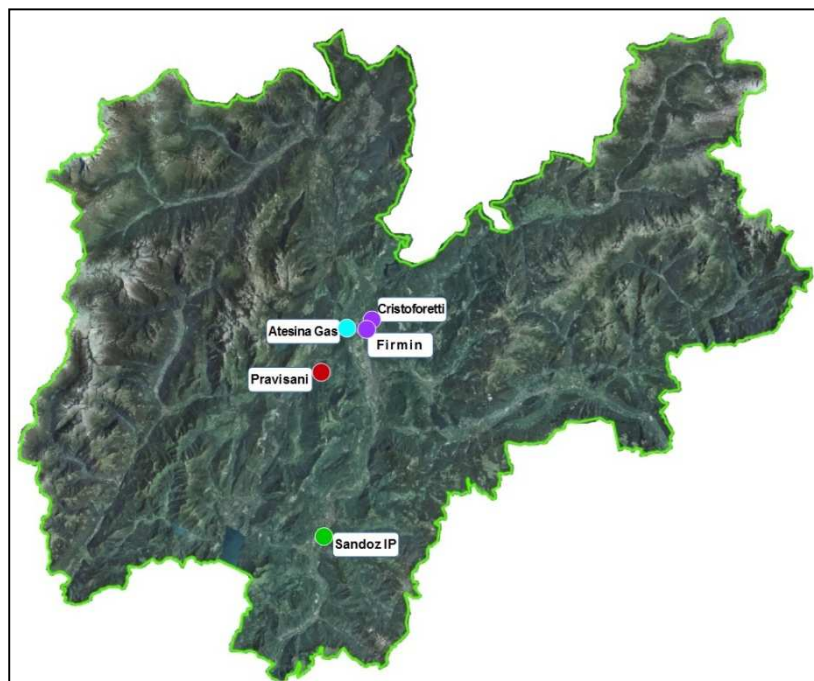 Cristoforetti
Atesina Gas
Firmin
Pravisani
Sandoz IP